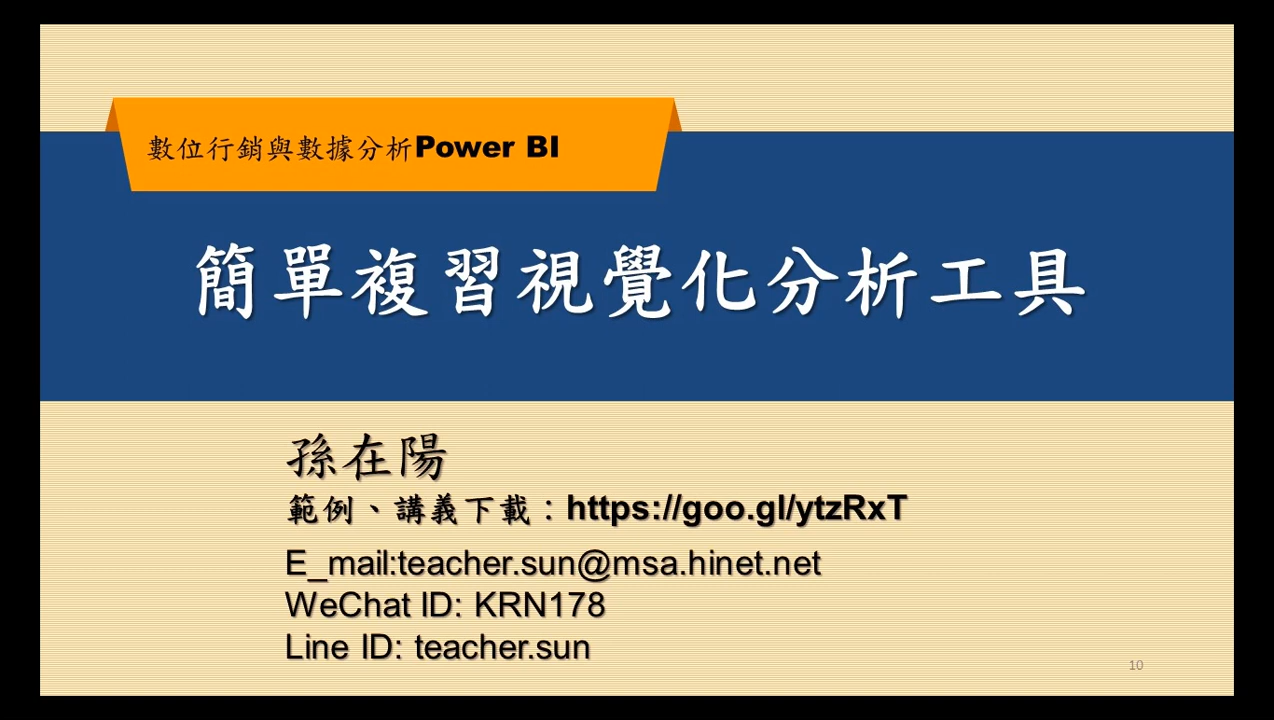 數位行銷與數據分析Power BI
簡單複習視覺化分析工具
孫在陽
範例、講義下載：https://goo.gl/ytzRxT
E_mail:teacher.sun@msa.hinet.net
WeChat ID: KRN178
Line ID: teacher.sun
10